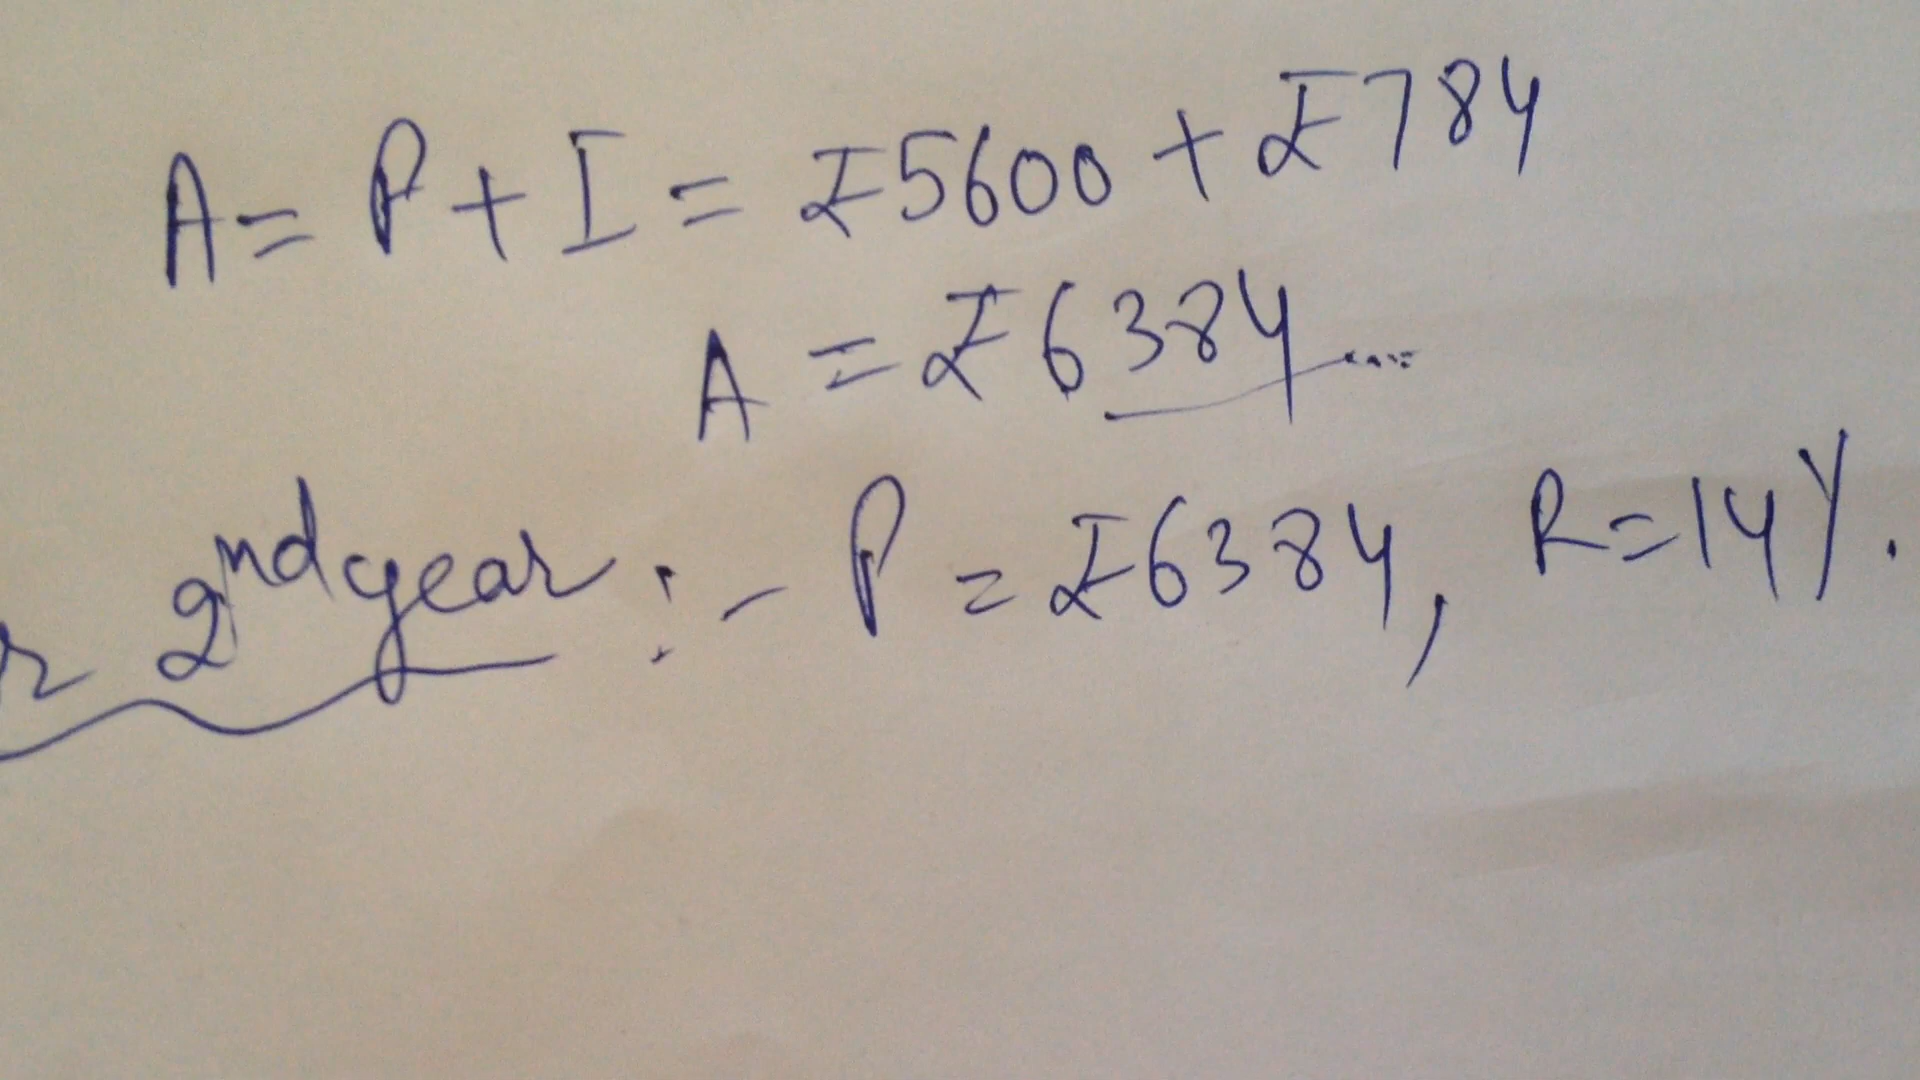 A = P + I = ₹5600 + ₹784
A = ₹6384
r 2nd year :- P = ₹6384, R = 14%.